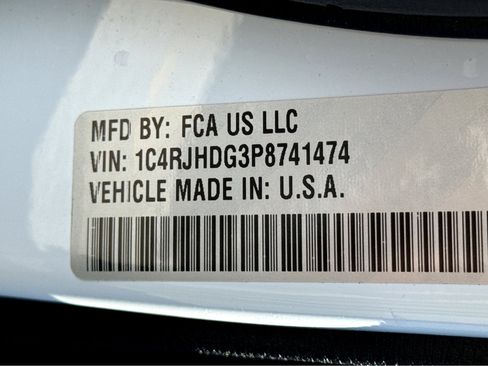 MFD BY: FCA US LLC
VIN: 1C4RJHDG3P8741474
VEHICLE MADE IN: U.S.A.